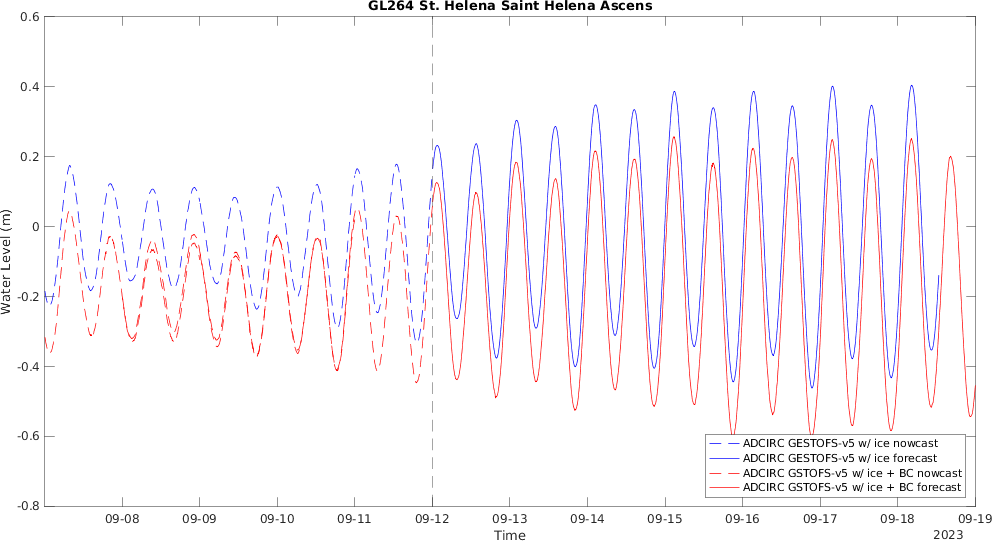 GL264 St. Helena Saint Helena Ascens
0.6
0.4
0.2
0
-0.2
-0.4
-0.6
-0.8
Water Level (m)
09-08 09-09 09-10 09-11 09-12 09-13 09-14 09-15 09-16 09-17 09-18 09-19
Time
2023
ADCIRC GESTOFS-v5 w/ ice nowcast
ADCIRC GESTOFS-v5 w/ ice forecast
ADCIRC GSTOFS-v5 w/ ice + BC nowcast
ADCIRC GSTOFS-v5 w/ ice + BC forecast